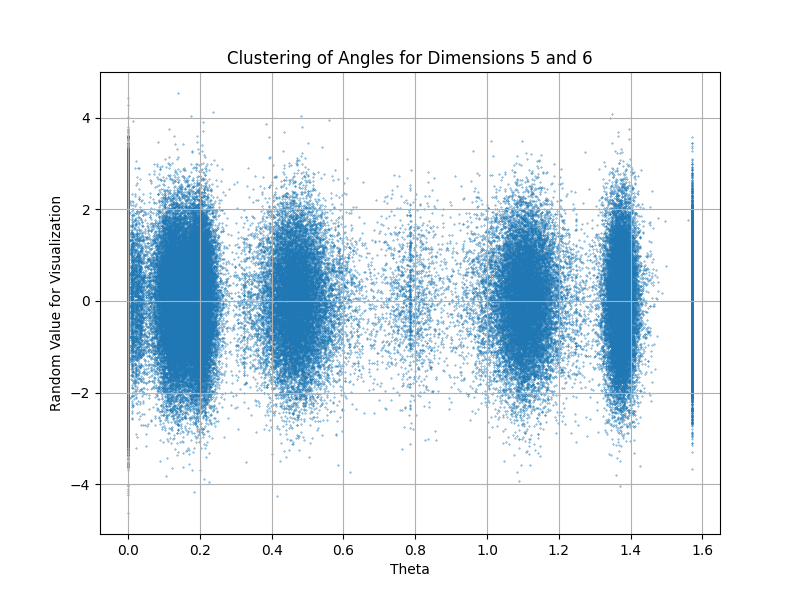 Clustering of Angles for Dimensions 5 and 6
Random Value for Visualization
4
2
0
−2
−4
0.0 0.2 0.4 0.6 0.8 1.0 1.2 1.4 1.6
Theta